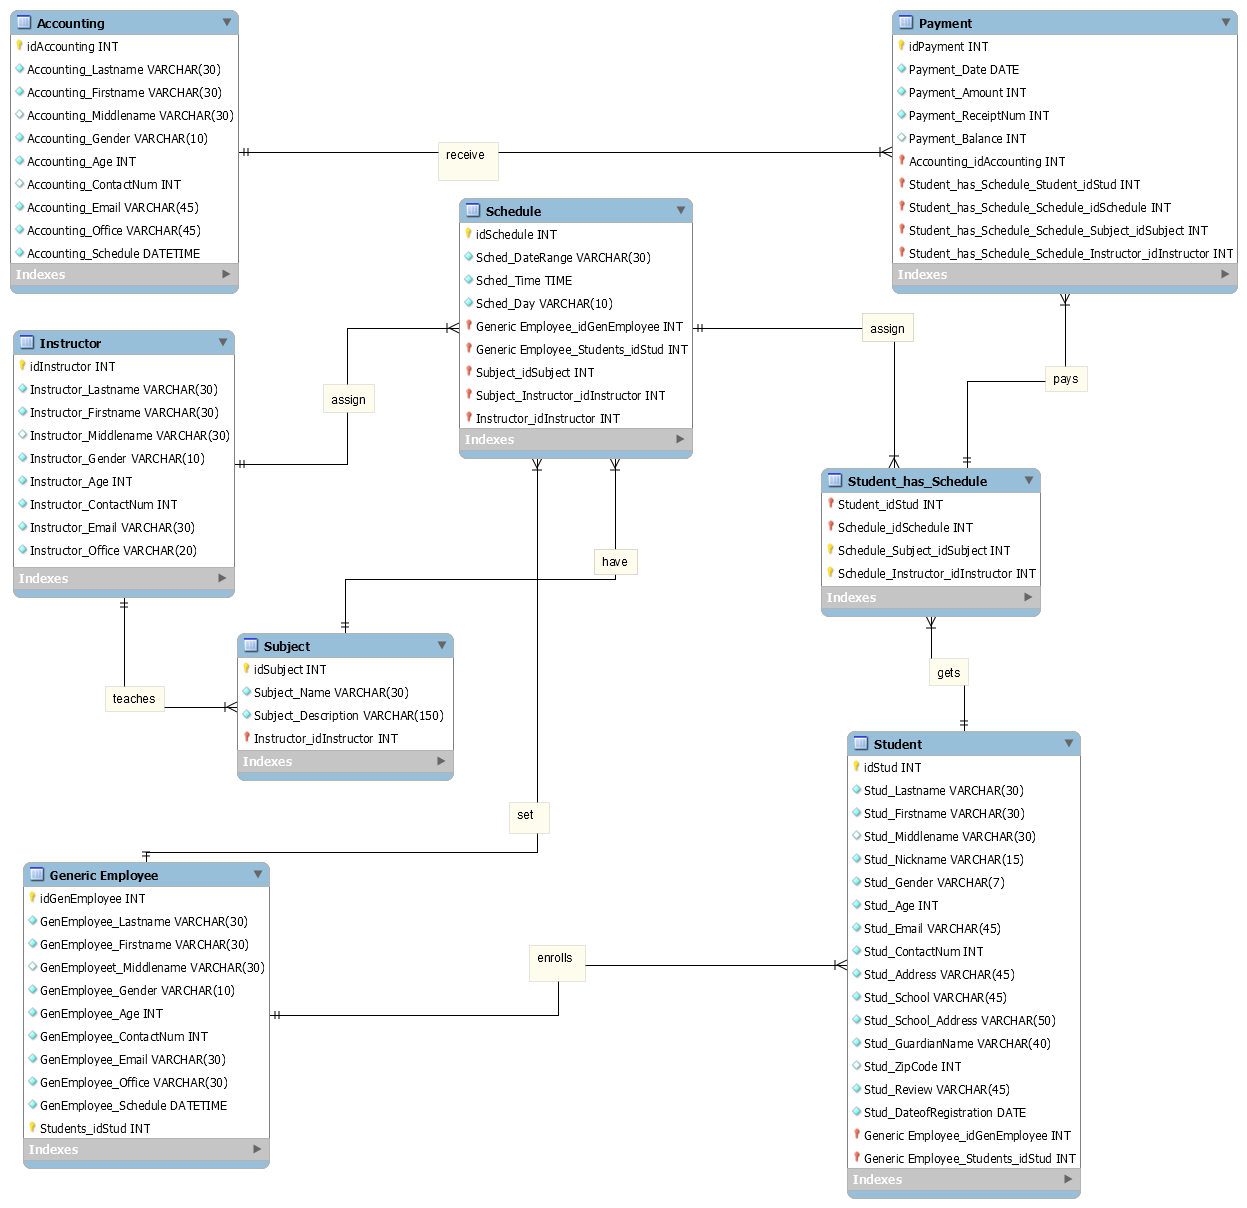 Accounting
idAccounting INT
Accounting_Lastname VARCHAR(30)
Accounting_Firstname VARCHAR(30)
Accounting_Middlename VARCHAR(30)
Accounting_Gender VARCHAR(10)
Accounting_Age INT
Accounting_ContactNum INT
Accounting_Email VARCHAR(45)
Accounting_Office VARCHAR(45)
Accounting_Schedule DATETIME
Indexes
receive
Payment
idPayment INT
Payment_Date DATE
Payment_Amount INT
Payment_ReceiptNum INT
Payment_Balance INT
Accounting_idAccounting INT
Student_has_Schedule_Student_idStud INT
Student_has_Schedule_Schedule_idSchedule INT
Student_has_Schedule_Schedule_Subject_idSubject INT
Student_has_Schedule_Schedule_Instructor_idInstructor INT
Indexes
Schedule
idSchedule INT
Sched_DateRange VARCHAR(30)
Sched_Time TIME
Sched_Day VARCHAR(10)
Generic Employee_idGenEmployee INT
Generic Employee_Students_idStud INT
Subject_idSubject INT
Subject_Instructor_idInstructor INT
Instructor_idInstructor INT
Indexes
assign
pays
Instructor
idInstructor INT
Instructor_Lastname VARCHAR(30)
Instructor_Firstname VARCHAR(30)
Instructor_Middlename VARCHAR(30)
Instructor_Gender VARCHAR(10)
Instructor_Age INT
Instructor_ContactNum INT
Instructor_Email VARCHAR(30)
Instructor_Office VARCHAR(20)
Indexes
assign
Student_has_Schedule
Student_idStud INT
Schedule_idSchedule INT
Schedule_Subject_idSubject INT
Schedule_Instructor_idInstructor INT
Indexes
have
teaches
Subject
idSubject INT
Subject_Name VARCHAR(30)
Subject_Description VARCHAR(150)
Instructor_idInstructor INT
Indexes
gets
set
Student
idStud INT
Stud_Lastname VARCHAR(30)
Stud_Firstname VARCHAR(30)
Stud_Middlename VARCHAR(30)
Stud_Nickname VARCHAR(15)
Stud_Gender VARCHAR(7)
Stud_Age INT
Stud_Email VARCHAR(45)
Stud_ContactNum INT
Stud_Address VARCHAR(45)
Stud_School VARCHAR(45)
Stud_School_Address VARCHAR(50)
Stud_GuardianName VARCHAR(40)
Stud_ZipCode INT
Stud_Review VARCHAR(45)
Stud_DateofRegistration DATE
Generic Employee_idGenEmployee INT
Generic Employee_Students_idStud INT
Indexes
Generic Employee
idGenEmployee INT
GenEmployee_Lastname VARCHAR(30)
GenEmployee_Firstname VARCHAR(30)
GenEmployeet_Middlename VARCHAR(30)
GenEmployee_Gender VARCHAR(10)
GenEmployee_Age INT
GenEmployee_ContactNum INT
GenEmployee_Email VARCHAR(30)
GenEmployee_Office VARCHAR(30)
GenEmployee_Schedule DATETIME
Students_idStud INT
Indexes
enrolls